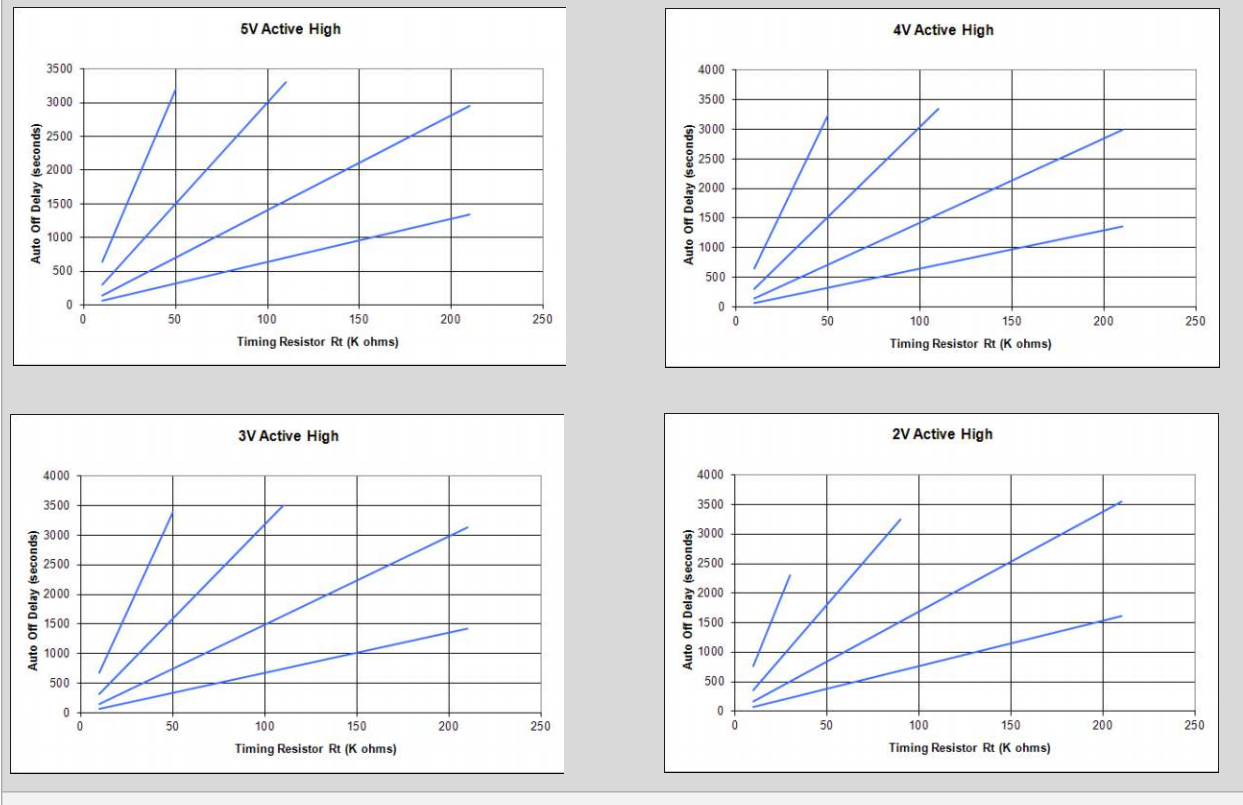 5V Active High
3500
3000
2500
2000
1500
1000
500
0
0 50 100 150 200 250
Auto Off Delay (seconds)
Timing Resistor Rt (K ohms)
4V Active High
4000
3500
3000
2500
2000
1500
1000
500
0
0 50 100 150 200 250
Auto Off Delay (seconds)
Timing Resistor Rt (K ohms)
3V Active High
4000
3500
3000
2500
2000
1500
1000
500
0
0 50 100 150 200 250
Auto Off Delay (seconds)
Timing Resistor Rt (K ohms)
2V Active High
4000
3500
3000
2500
2000
1500
1000
500
0
0 50 100 150 200 250
Auto Off Delay (seconds)
Timing Resistor Rt (K ohms)